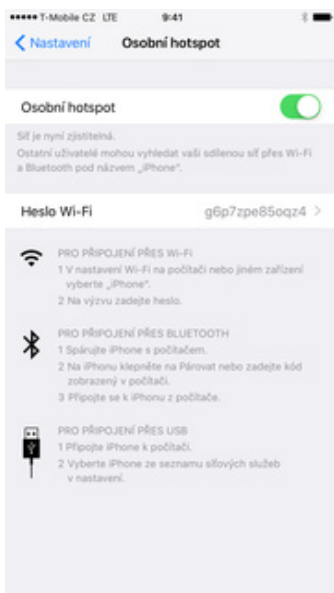 T-Mobile CZ LTE 9:41
Nastavení Osobní hotspot
Osobní hotspot
Síť je nyní zjistitelná.
Ostatní uživatelé mohou vyhledat vaši sdílenou síť přes Wi-Fi
a Bluetooth pod názvem „iPhone“.
Heslo Wi-Fi g6p7zpe85oqz4
PRO PŘIPOJENÍ PŘES WI-FI
1 V nastavení Wi-Fi na počítači nebo jiném zařízení
vyberte „iPhone“.
2 Na výzvu zadejte heslo.
PRO PŘIPOJENÍ PŘES BLUETOOTH
1 Spárujte iPhone s počítačem.
2 Na iPhonu klepněte na Párovat nebo zadejte kód
zobrazený v počítači.
3 Připojte se k iPhonu z počítače.
PRO PŘIPOJENÍ PŘES USB
1 Připojte iPhone k počítači.
2 Vyberte iPhone ze seznamu síťových služeb
v nastavení.